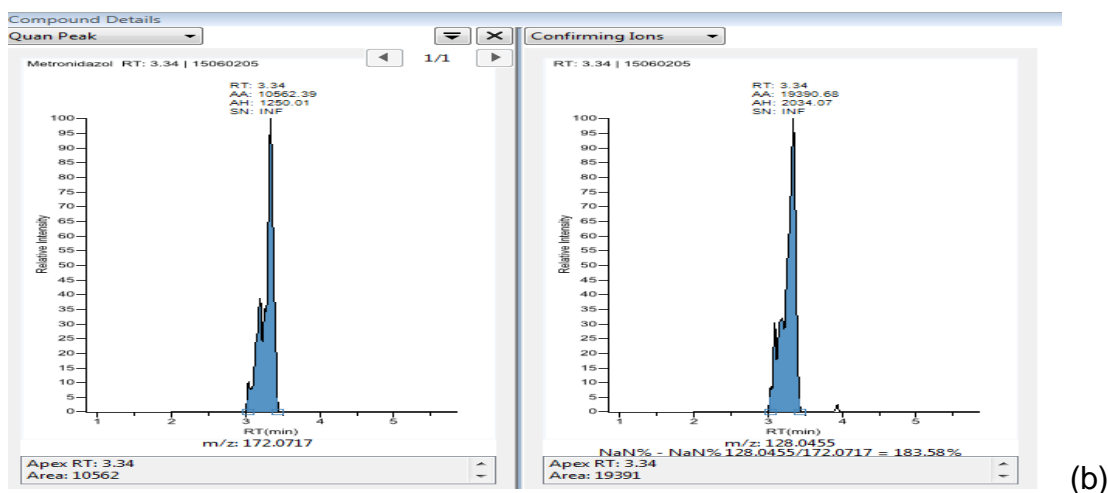 Compound Details
Quan Peak
1/1
Metronidazol RT: 3.34 | 15060205
RT: 3.34
AA: 10562.39
AH: 1250.01
SN: INF
100
95
90
85
80
75
70
65
60
55
50
45
40
35
30
25
20
15
10
5
0
Relative Intensity
1 2 3 4 5
RT(min)
m/z: 172.0717
Apex RT: 3.34
Area: 10562
Confirming Ions
RT: 3.34 | 15060205
RT: 3.34
AA: 19390.68
AH: 2034.07
SN: INF
100
95
90
85
80
75
70
65
60
55
50
45
40
35
30
25
20
15
10
5
0
Relative Intensity
1 2 3 4 5
RT(min)
m/z: 128.0455
NaN% - NaN% 128.0455/172.0717 = 183.58%
Apex RT: 3.34
Area: 19391
(b)